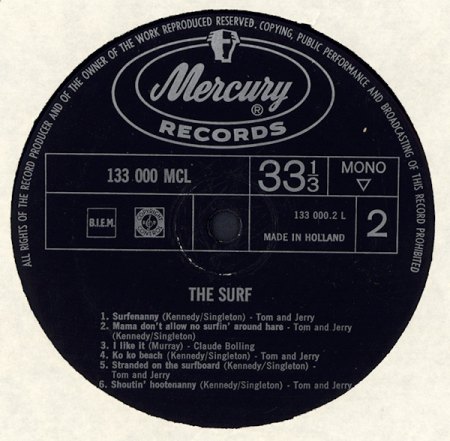 ALL RIGHTS OF THE RECORD PRODUCER AND OF THE OWNER OF THE WORK REPRODUCED RESERVED. COPYING, PUBLIC PERFORMANCE AND BROADCASTING OF THIS RECORD PROHIBITED
Mercury ®
RECORDS
133 000 MCL
33 1/3
MONO
B.I.E.M.
133 000.2 L
MADE IN HOLLAND
2
THE SURF
1. Surfenanny (Kennedy/Singleton) - Tom and Jerry
2. Mama don't allow no surfin' around hare - Tom and Jerry
(Kennedy/Singleton)
3. I like it (Murray) - Claude Bolling
4. Ko ko beach (Kennedy/Singleton) - Tom and Jerry
5. Stranded on the surfboard (Kennedy/Singleton) -
Tom and Jerry
6. Shoutin' hootenanny (Kennedy/Singleton) - Tom and Jerry